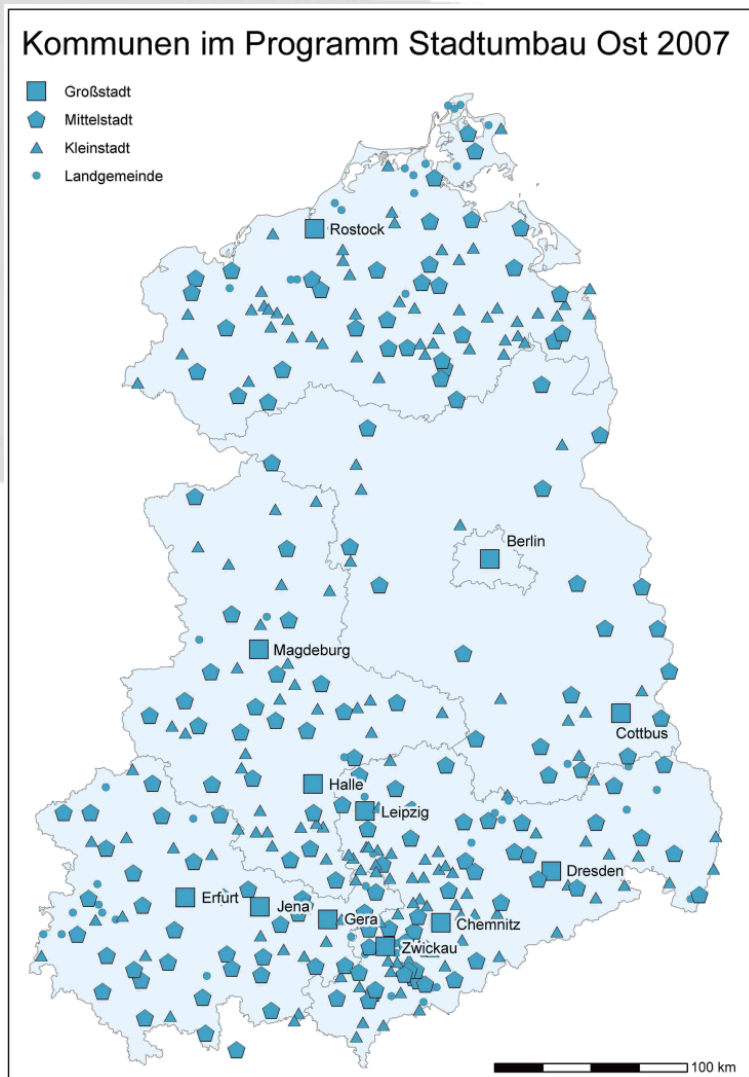 Kommunen im Programm Stadtumbau Ost 2007
Großstadt
Mittelstadt
Kleinstadt
Landgemeinde
Rostock
Berlin
Magdeburg
Cottbus
Halle
Leipzig
Dresden
Erfurt
Jena
Gera
Chemnitz
Zwickau
100 km